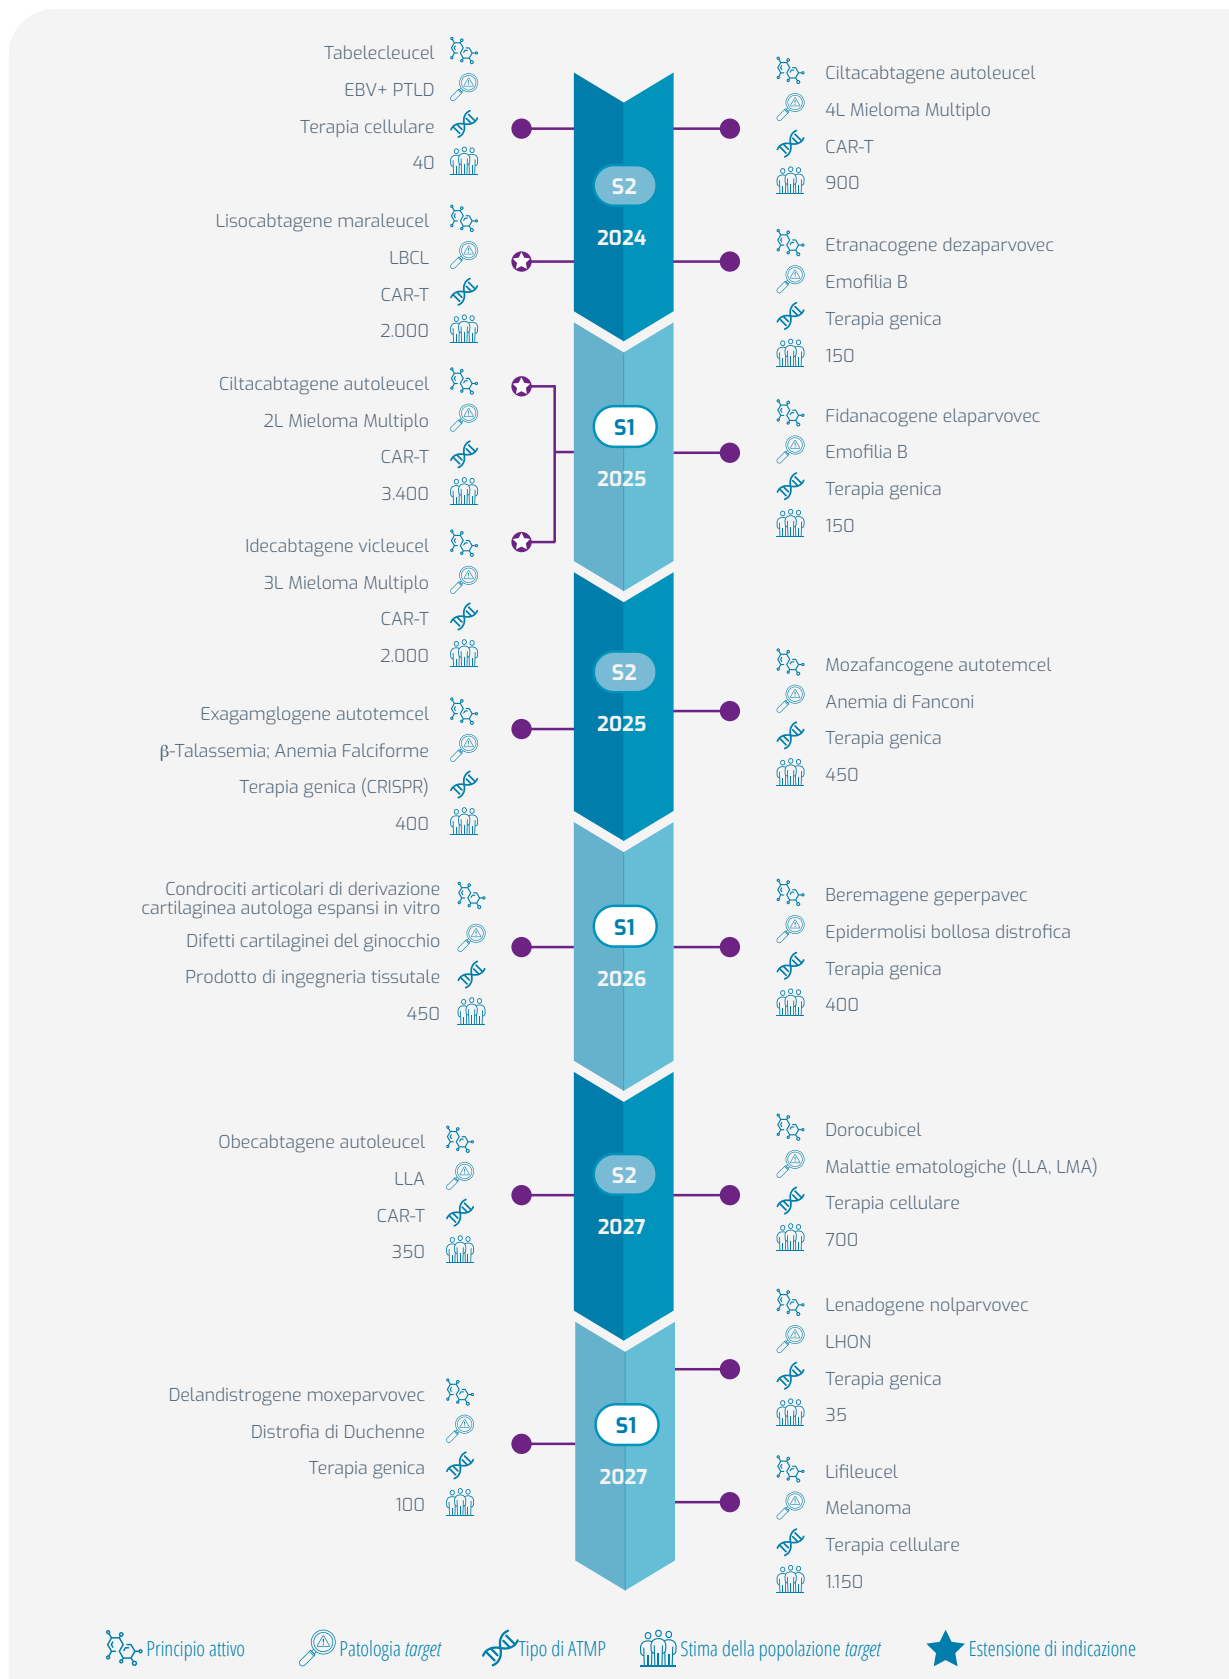 Tabelecleucel
EBV+ PTLD
Terapia cellulare
40
Ciltacabtagene autoleucel
4L Mieloma Multiplo
CAR-T
900
S2
2024
Lisocabtagene maraleucel
LBCL
CAR-T
2.000
Etranacogene dezaparvovec
Emofilia B
Terapia genica
150
Ciltacabtagene autoleucel
2L Mieloma Multiplo
CAR-T
3.400
S1
2025
Fidanacogene elaparvovec
Emofilia B
Terapia genica
150
Idecabtagene vicleucel
3L Mieloma Multiplo
CAR-T
2.000
S2
2025
Mozafancogene autotemcel
Anemia di Fanconi
Terapia genica
450
Exagamglogene autotemcel
β-Talassemia; Anemia Falciforme
Terapia genica (CRISPR)
400
Condrociti articolari di derivazione
cartilaginea autologa espansi in vitro
Difetti cartilaginei del ginocchio
Prodotto di ingegneria tissutale
450
S1
2026
Beremagene geperpavec
Epidermolisi bollosa distrofica
Terapia genica
400
Obecabtagene autoleucel
LLA
CAR-T
350
S2
2027
Dorocubicel
Malattie ematologiche (LLA, LMA)
Terapia cellulare
700
Lenadogene nolparvovec
LHON
Terapia genica
35
Delandistrogene moxeparvovec
Distrofia di Duchenne
Terapia genica
100
S1
2027
Lifileucel
Melanoma
Terapia cellulare
1.150
Principio attivo
Patologia target
Tipo di ATMP
Stima della popolazione target
Estensione di indicazione